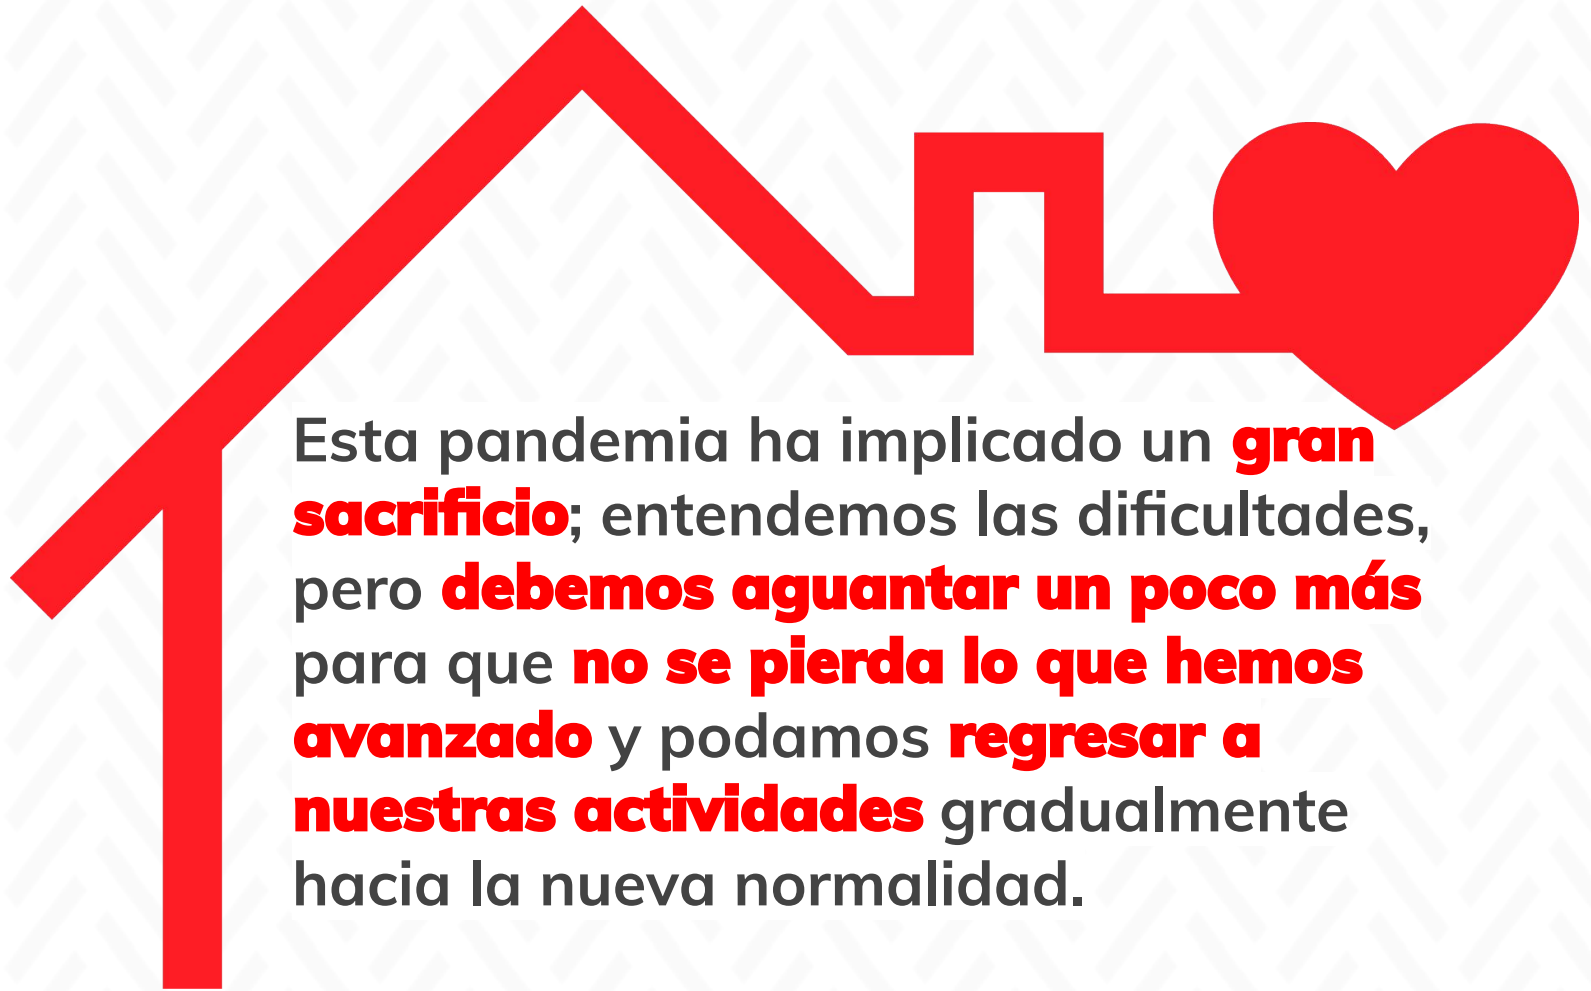 Esta pandemia ha implicado un gran
sacrificio; entendemos las dificultades,
pero debemos aguantar un poco más
para que no se pierda lo que hemos
avanzado y podamos regresar a
nuestras actividades gradualmente
hacia la nueva normalidad.